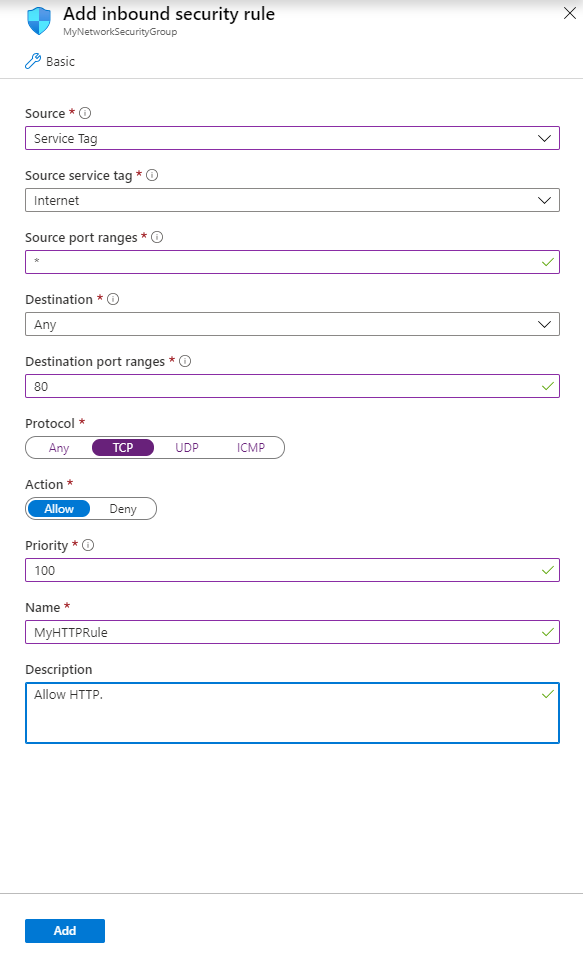 Add inbound security rule
MyNetworkSecurityGroup
Basic
Source *
Service Tag
Source service tag *
Internet
Source port ranges *
*
Destination *
Any
Destination port ranges *
80
Protocol *
Any TCP UDP ICMP
Action *
Allow Deny
Priority *
100
Name *
MyHTTPRule
Description
Allow HTTP.
Add